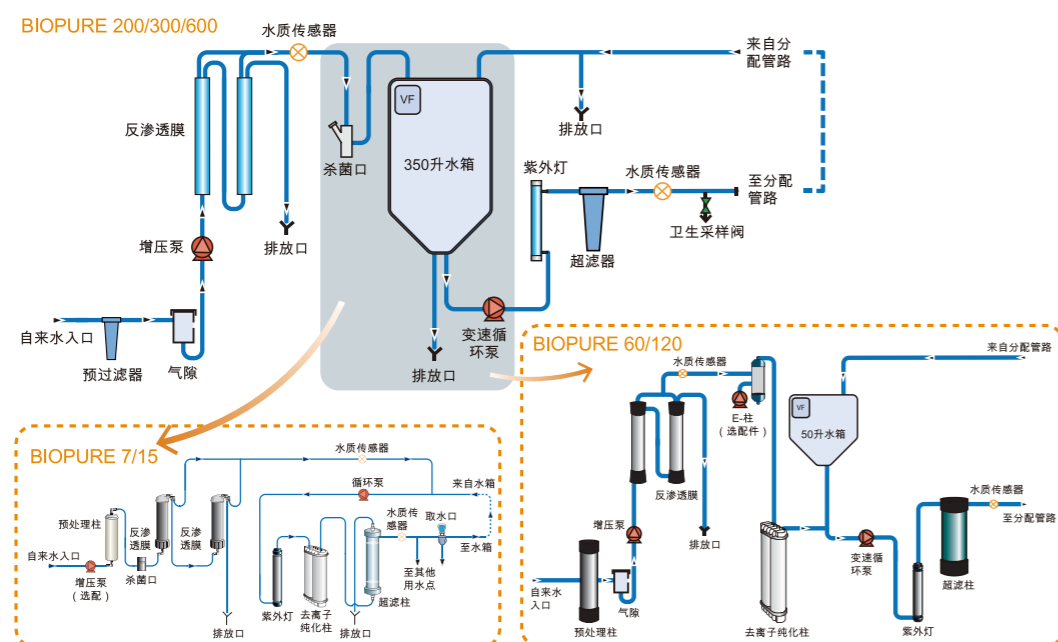 BIOPURE 200/300/600
水质传感器
来自分
配管路
VF
反渗透膜
杀菌口
350升水箱
排放口
紫外灯
水质传感器
至分配
管路
增压泵
排放口
超滤器
卫生采样阀
自来水入口
预过滤器
气隙
变速循
环泵
排放口
BIOPURE 7/15
水质传感器
循环泵
来自水箱
预处理柱
反渗
透膜
反渗
透膜
水质传
感器
取水口
至水箱
自来水入口
增压泵
(选配)
杀菌口
至其他
用水点
紫外灯
去离子
纯化柱
超滤柱
排放口
排放口
BIOPURE 60/120
水质传感器
来自分配管路
E-柱
(选配件)
VF
50升水箱
反渗透膜
水质传感器
至分配管路
增压泵
排放口
变速循
环泵
超滤柱
自来水
入口
气隙
预处理柱
去离子纯化柱
紫外灯